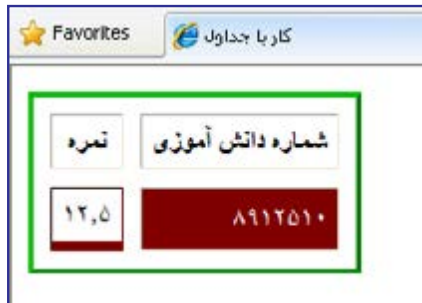 Favorites کار با جداول
شماره دانش آموزی نمره
۸۹۱۲۵۱۰ ۱۲,۵